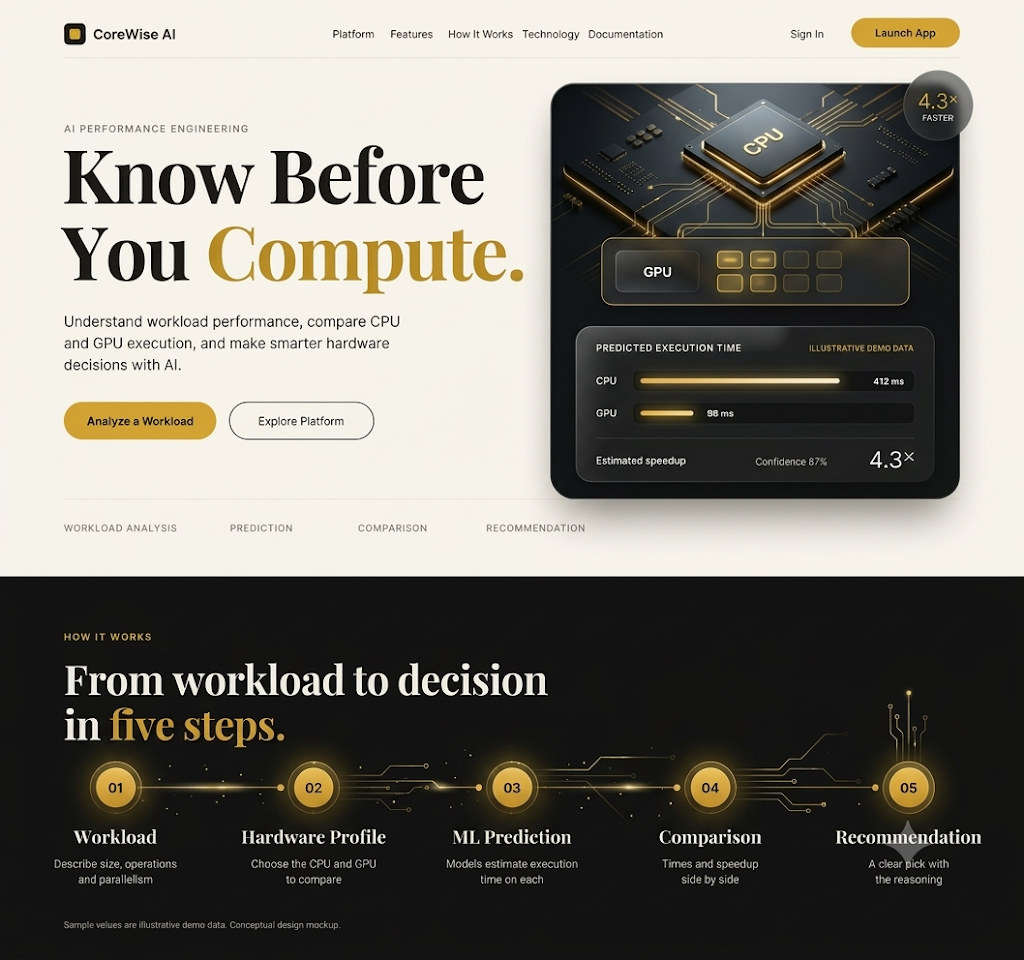 CoreWise AI
Platform Features How It Works Technology Documentation
Sign In
Launch App
AI PERFORMANCE ENGINEERING
Know Before
You Compute.
Understand workload performance, compare CPU
and GPU execution, and make smarter hardware
decisions with AI.
Analyze a Workload
Explore Platform
4.3×
FASTER
CPU
GPU
PREDICTED EXECUTION TIME
ILLUSTRATIVE DEMO DATA
CPU 412 ms
GPU 98 ms
Estimated speedup Confidence 87% 4.3×
WORKLOAD ANALYSIS PREDICTION COMPARISON RECOMMENDATION
HOW IT WORKS
From workload to decision
in five steps.
01
Workload
Describe size, operations
and parallelism
02
Hardware Profile
Choose the CPU and GPU
to compare
03
ML Prediction
Models estimate execution
time on each
04
Comparison
Times and speedup
side by side
05
Recommendation
A clear pick with
the reasoning
Sample velues are illustrative demo data. Conceptual design mockup.